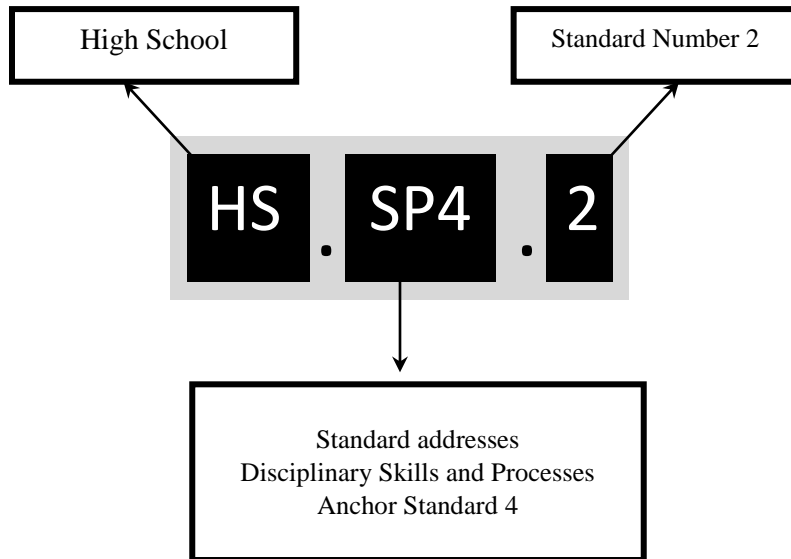 High School
Standard Number 2
HS . SP4 . 2
Standard addresses
Disciplinary Skills and Processes
Anchor Standard 4